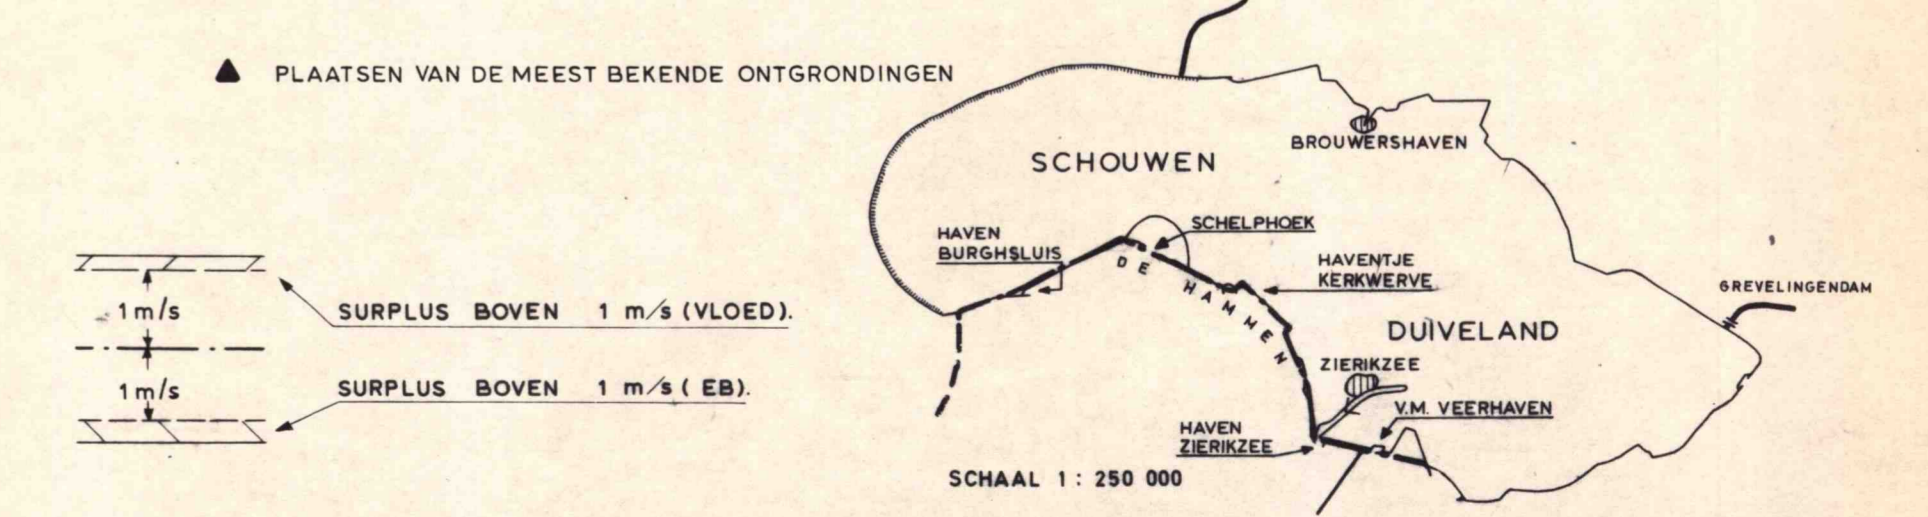 PLAATSEN VAN DE MEEST BEKENDE ONTGRONDINGEN
1 m/s
SURPLUS BOVEN 1 m/s (VLOED).
1 m/s
SURPLUS BOVEN 1 m/s ( EB).
BROUWERSHAVEN
SCHOUWEN
SCHELPHOEK
HAVEN
BURGHSLUIS
DE HAMMEN
HAVENTJE
KERKWERVE
GREVELINGENDAM
DUIVELAND
ZIERIKZEE
V.M. VEERHAVEN
HAVEN
ZIERIKZEE
SCHAAL 1 : 250 000